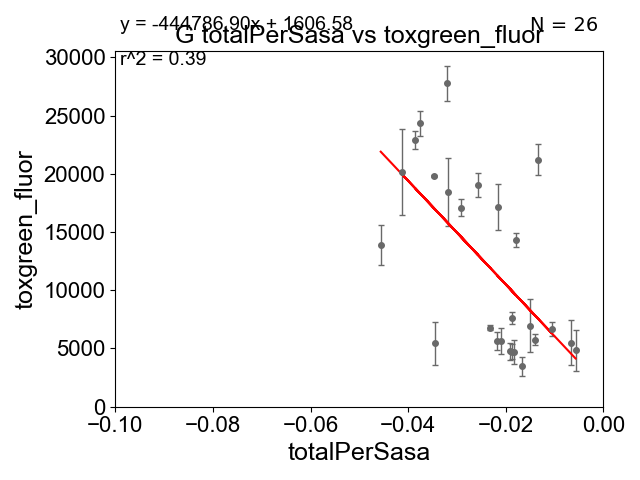 y = -444786.90x + 1606.58
N = 26
G totalPerSasa vs toxgreen_fluor
r^2 = 0.39
30000
25000
20000
15000
10000
5000
0
toxgreen_fluor
−0.10 −0.08 −0.06 −0.04 −0.02 0.00
totalPerSasa